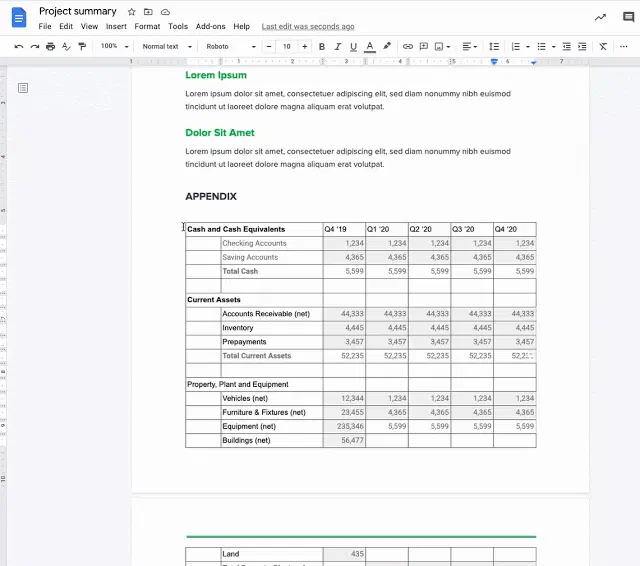 Project summary
File Edit View Insert Format Tools Add-ons Help Last edit was seconds ago
100% Normal text Roboto 10 B I U A
1 1 2 3 4 5 6 7
Lorem Ipsum
Lorem ipsum dolor sit amet, consectetuer adipiscing elit, sed diam nonummy nibh euismod
tincidunt ut laoreet dolore magna aliquam erat volutpat.
Dolor Sit Amet
Lorem ipsum dolor sit amet, consectetuer adipiscing elit, sed diam nonummy nibh euismod
tincidunt ut laoreet dolore magna aliquam erat volutpat.
APPENDIX
Cash and Cash Equivalents Q4 '19 Q1 '20 Q2 '20 Q3 '20 Q4 '20
Checking Accounts 1,234 1,234 1,234 1,234 1,234
Saving Accounts 4,365 4,365 4,365 4,365 4,365
Total Cash 5,599 5,599 5,599 5,599 5,599
Current Assets
Accounts Receivable (net) 44,333 44,333 44,333 44,333 44,333
Inventory 4,445 4,445 4,445 4,445 4,445
Prepayments 3,457 3,457 3,457 3,457 3,457
Total Current Assets 52,235 52,235 52,235 52,235
Property, Plant and Equipment
Vehicles (net) 12,344 1,234 1,234 1,234 1,234
Furniture & Fixtures (net) 23,455 4,365 4,365 4,365 4,365
Equipment (net) 235,346 5,599 5,599 5,599 5,599
Buildings (net) 56,477
Land 435